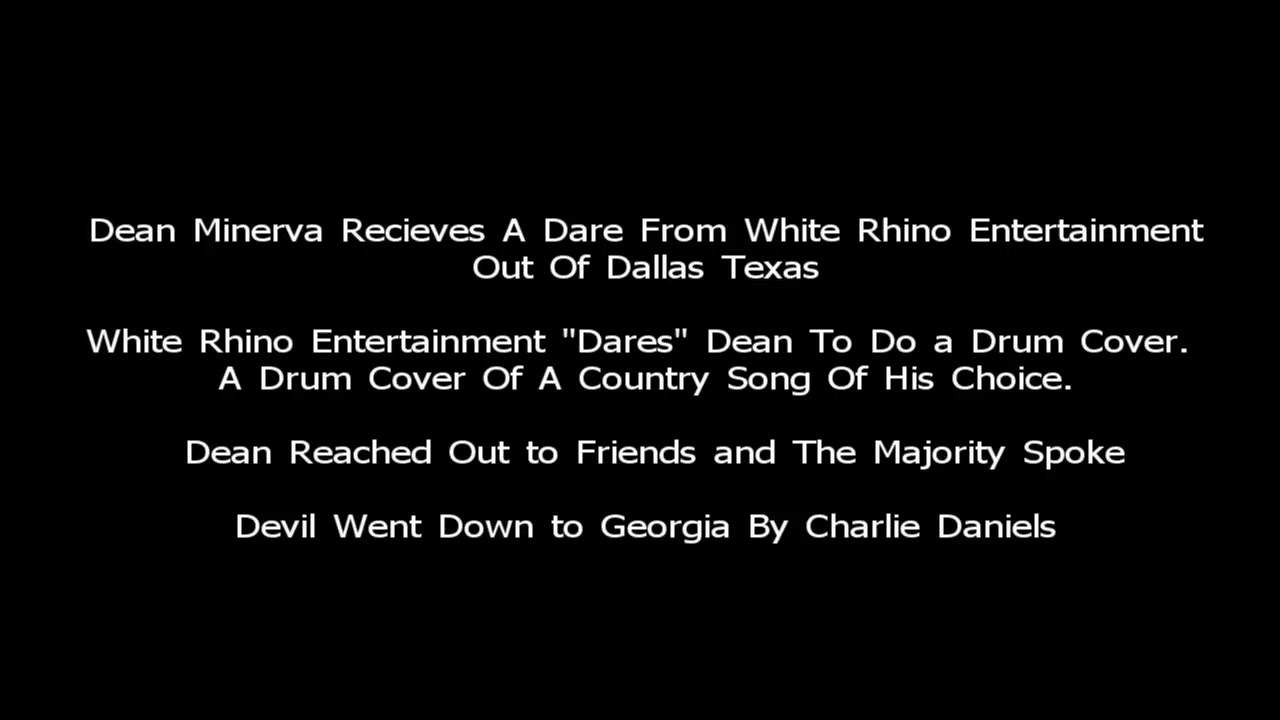 Dean Minerva Recieves A Dare From White Rhino Entertainment
Out Of Dallas Texas
White Rhino Entertainment "Dares" Dean To Do a Drum Cover.
A Drum Cover Of A Country Song Of His Choice.
Dean Reached Out to Friends and The Majority Spoke
Devil Went Down to Georgia By Charlie Daniels